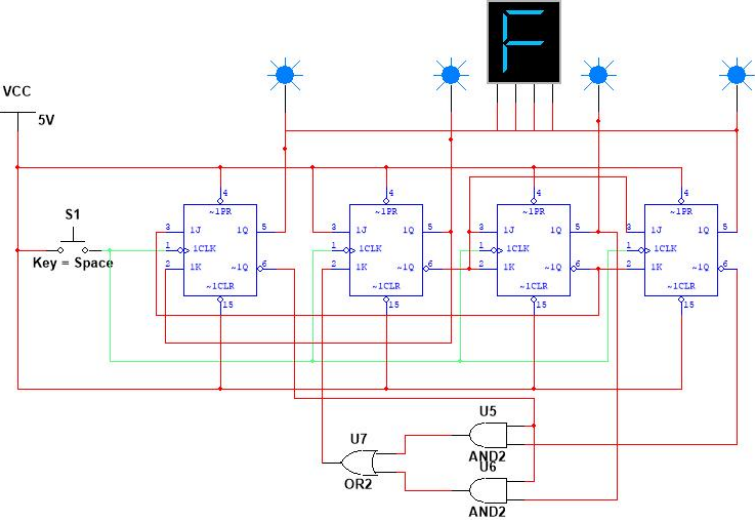 F
VCC
5V
S1
Key = Space
4
~1PR
3 1J 1Q 5
1 1CLK
2 1K ~1Q 6
~1CLR
15
4
~1PR
3 1J 1Q 5
1 1CLK
2 1K ~1Q 6
~1CLR
15
4
~1PR
3 1J 1Q 5
1 1CLK
2 1K ~1Q 6
~1CLR
15
4
~1PR
3 1J 1Q 5
1 1CLK
2 1K ~1Q 6
~1CLR
15
U5
AND2
U7
OR2
U6
AND2